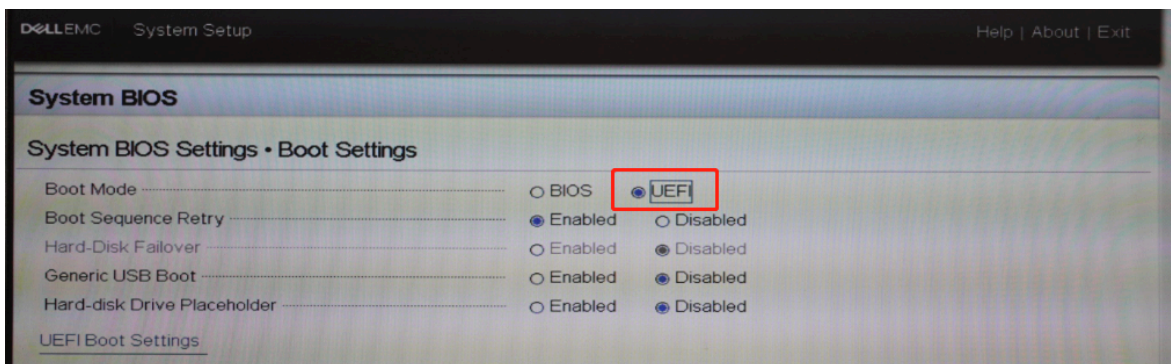 DELLEMC System Setup Help | About | Exit
System BIOS
System BIOS Settings • Boot Settings
Boot Mode BIOS UEFI
Boot Sequence Retry Enabled Disabled
Hard-Disk Failover Enabled Disabled
Generic USB Boot Enabled Disabled
Hard-disk Drive Placeholder Enabled Disabled
UEFI Boot Settings